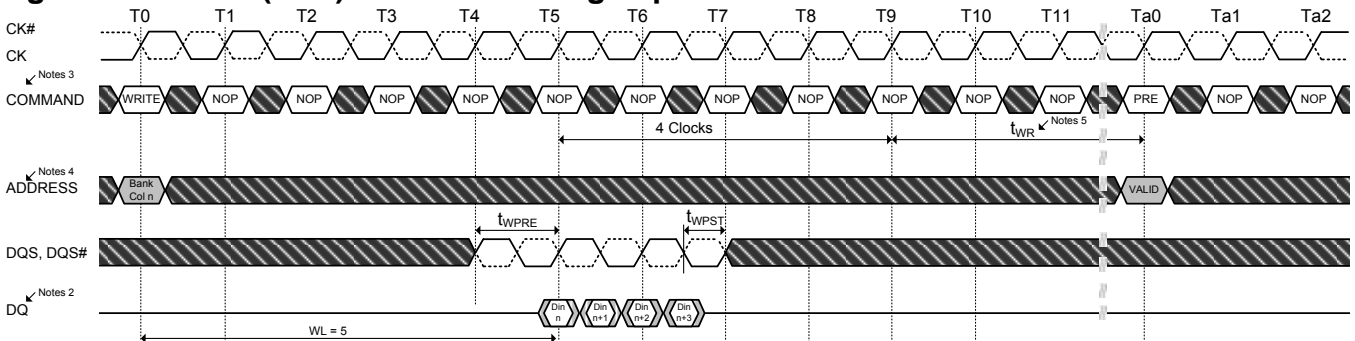 T0 T1 T2 T3 T4 T5 T6 T7 T8 T9 T10 T11 Ta0 Ta1 Ta2
CK#
CK
Notes 3
COMMAND WRITE NOP NOP NOP NOP NOP NOP NOP NOP NOP NOP NOP PRE NOP NOP
4 Clocks tWR Notes 5
Notes 4
ADDRESS Bank Col n VALID
tWPRE tWPST
DQS, DQS#
Notes 2
DQ Din n Din n+1 Din n+2 Din n+3
WL = 5